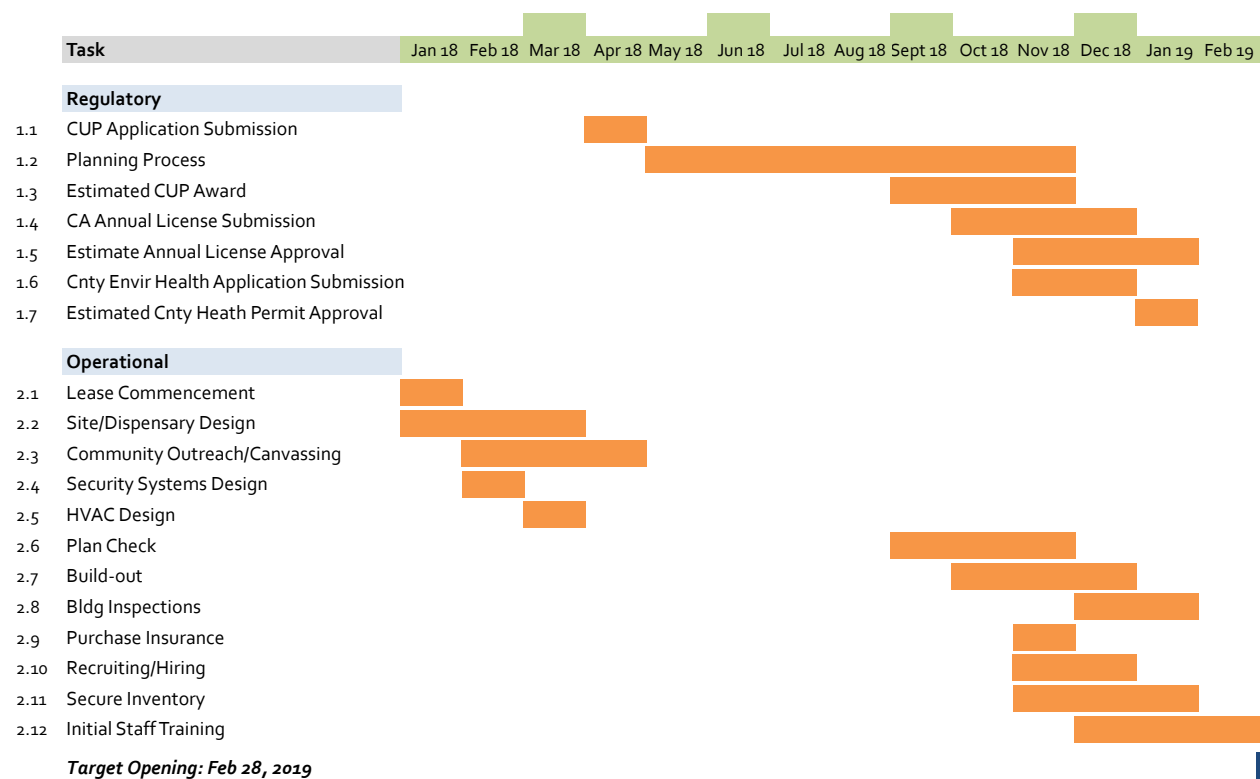 Task Jan 18 Feb 18 Mar 18 Apr 18 May 18 Jun 18 Jul 18 Aug 18 Sept 18 Oct 18 Nov 18 Dec 18 Jan 19 Feb 19
Regulatory
1.1 CUP Application Submission
1.2 Planning Process
1.3 Estimated CUP Award
1.4 CA Annual License Submission
1.5 Estimate Annual License Approval
1.6 Cnty Envir Health Application Submission
1.7 Estimated Cnty Heath Permit Approval
Operational
2.1 Lease Commencement
2.2 Site/Dispensary Design
2.3 Community Outreach/Canvassing
2.4 Security Systems Design
2.5 HVAC Design
2.6 Plan Check
2.7 Build-out
2.8 Bldg Inspections
2.9 Purchase Insurance
2.10 Recruiting/Hiring
2.11 Secure Inventory
2.12 Initial Staff Training
Target Opening: Feb 28, 2019